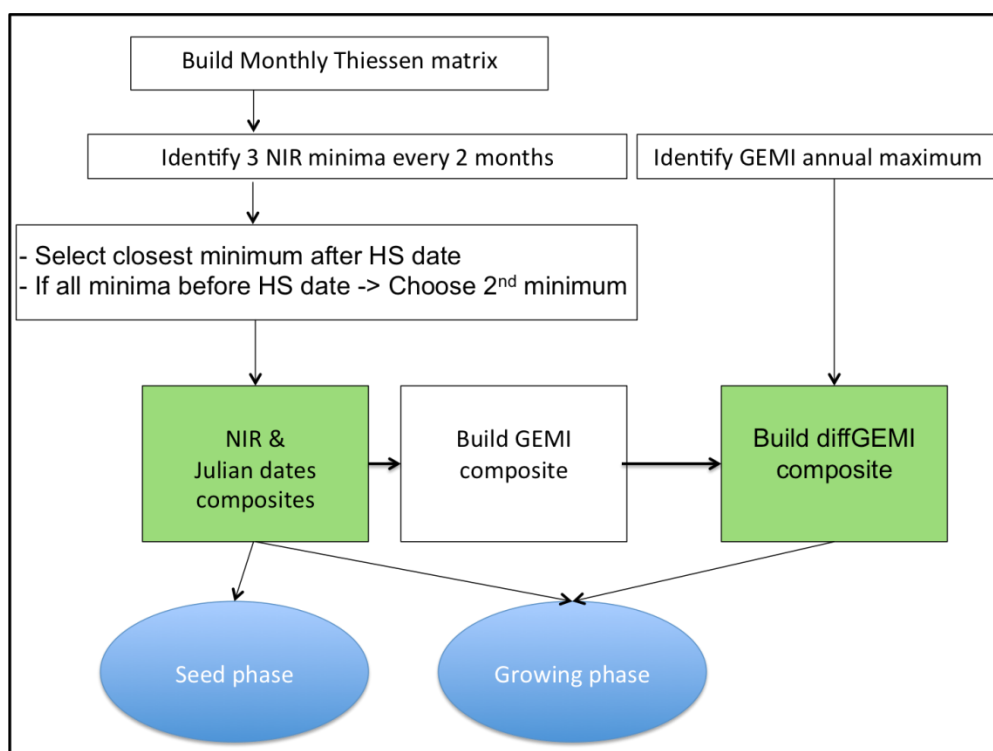 Build Monthly Thiessen matrix
Identify 3 NIR minima every 2 months
Identify GEMI annual maximum
- Select closest minimum after HS date
- If all minima before HS date -> Choose 2nd minimum
NIR &
Julian dates
composites
Build GEMI
composite
Build diffGEMI
composite
Seed phase
Growing phase